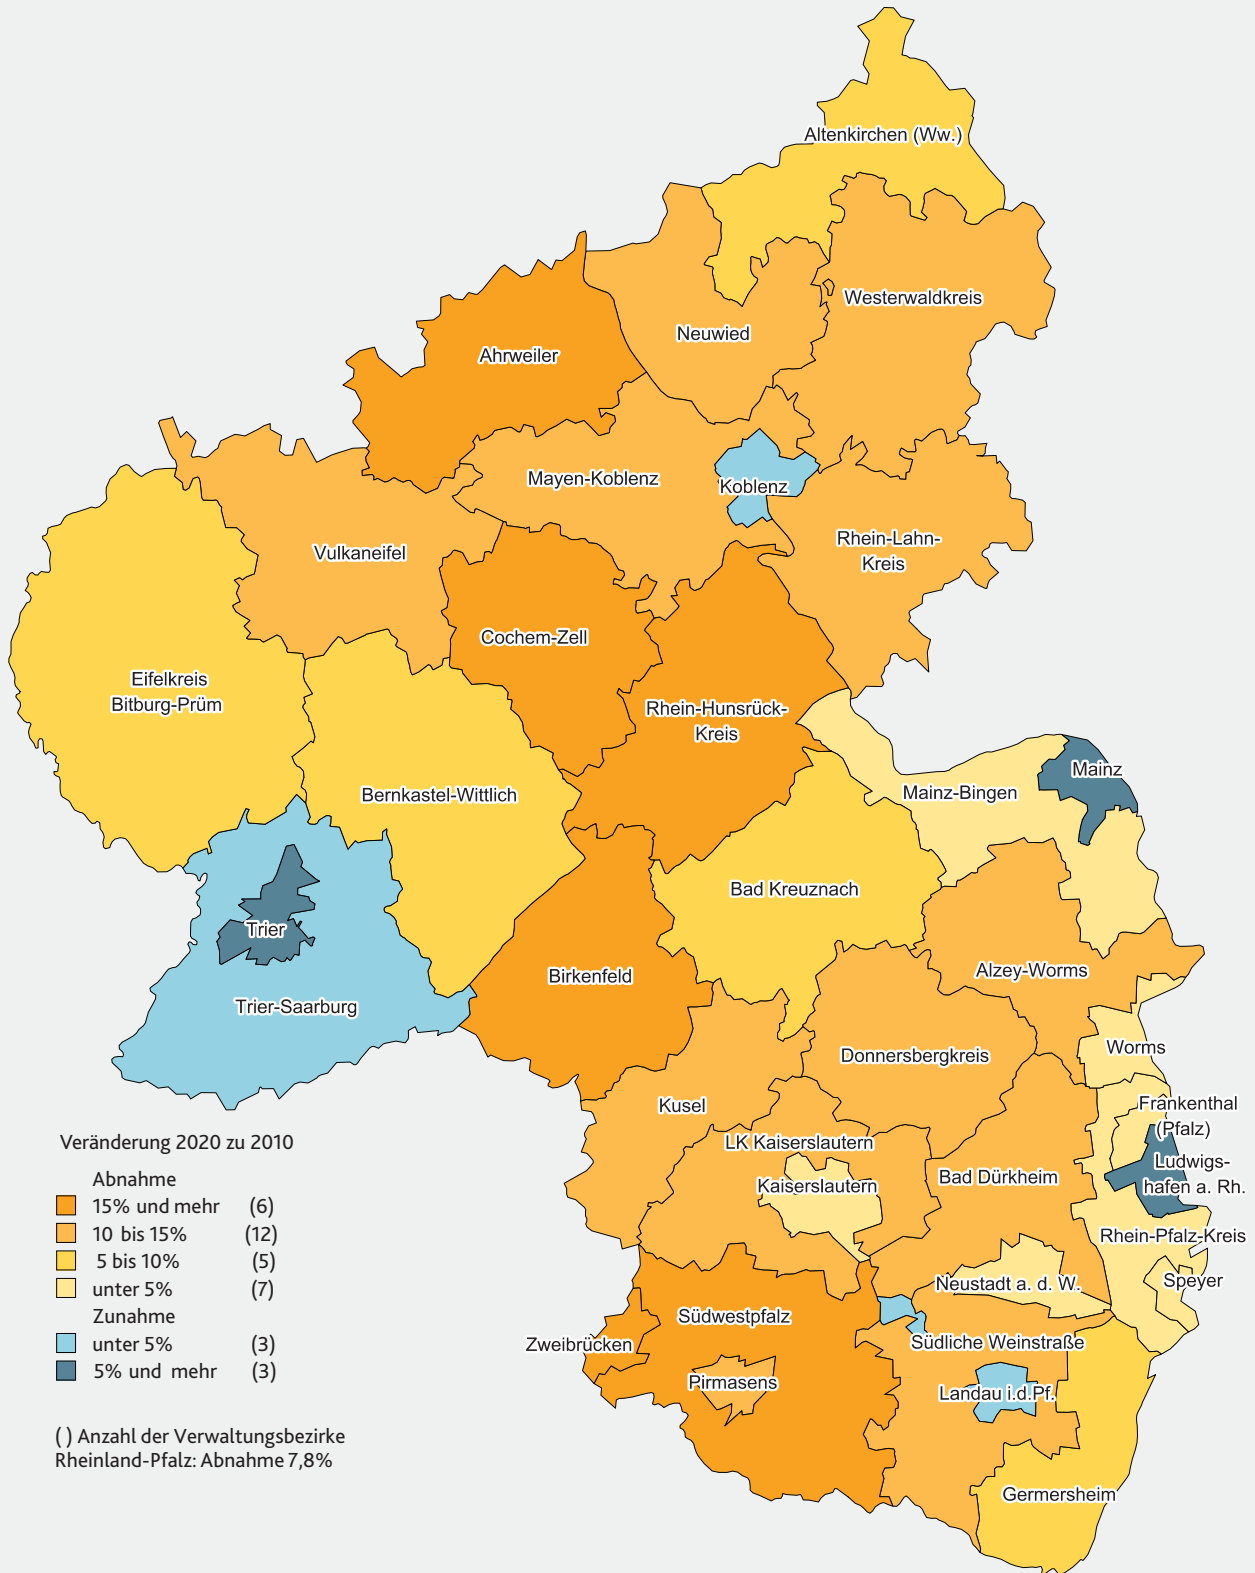 Altenkirchen (Ww.)
Westerwaldkreis
Neuwied
Ahrweiler
Mayen-Koblenz
Koblenz
Rhein-Lahn-
Kreis
Vulkaneifel
Cochem-Zell
Eifelkreis
Bitburg-Prüm
Rhein-Hunsrück-
Kreis
Mainz
Mainz-Bingen
Bernkastel-Wittlich
Bad Kreuznach
Trier
Alzey-Worms
Birkenfeld
Trier-Saarburg
Worms
Donnersbergkreis
Kusel
Frankenthal
(Pfalz)
LK Kaiserslautern
Ludwigs-
hafen a. Rh.
Bad Dürkheim
Kaiserslautern
Rhein-Pfalz-Kreis
Neustadt a. d. W.
Speyer
Südwestpfalz
Zweibrücken
Südliche Weinstraße
Pirmasens
Landau i.d.Pf.
Germersheim
Veränderung 2020 zu 2010
Abnahme
15% und mehr (6)
10 bis 15% (12)
5 bis 10% (5)
unter 5% (7)
Zunahme
unter 5% (3)
5% und mehr (3)
( ) Anzahl der Verwaltungsbezirke
Rheinland-Pfalz: Abnahme 7,8%